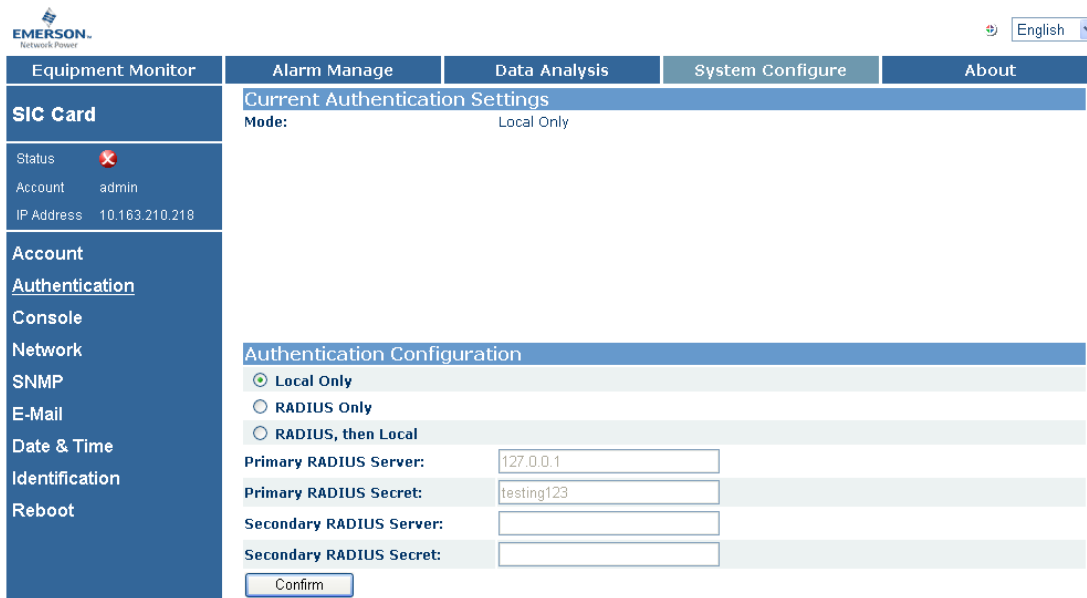 EMERSON™
Network Power
English
Equipment Monitor Alarm Manage Data Analysis System Configure About
SIC Card
Status
Account admin
IP Address 10.163.210.218
Account
Authentication
Console
Network
SNMP
E-Mail
Date & Time
Identification
Reboot
Current Authentication Settings
Mode: Local Only
Authentication Configuration
Local Only
RADIUS Only
RADIUS, then Local
Primary RADIUS Server: 127.0.0.1
Primary RADIUS Secret: testing123
Secondary RADIUS Server:
Secondary RADIUS Secret:
Confirm